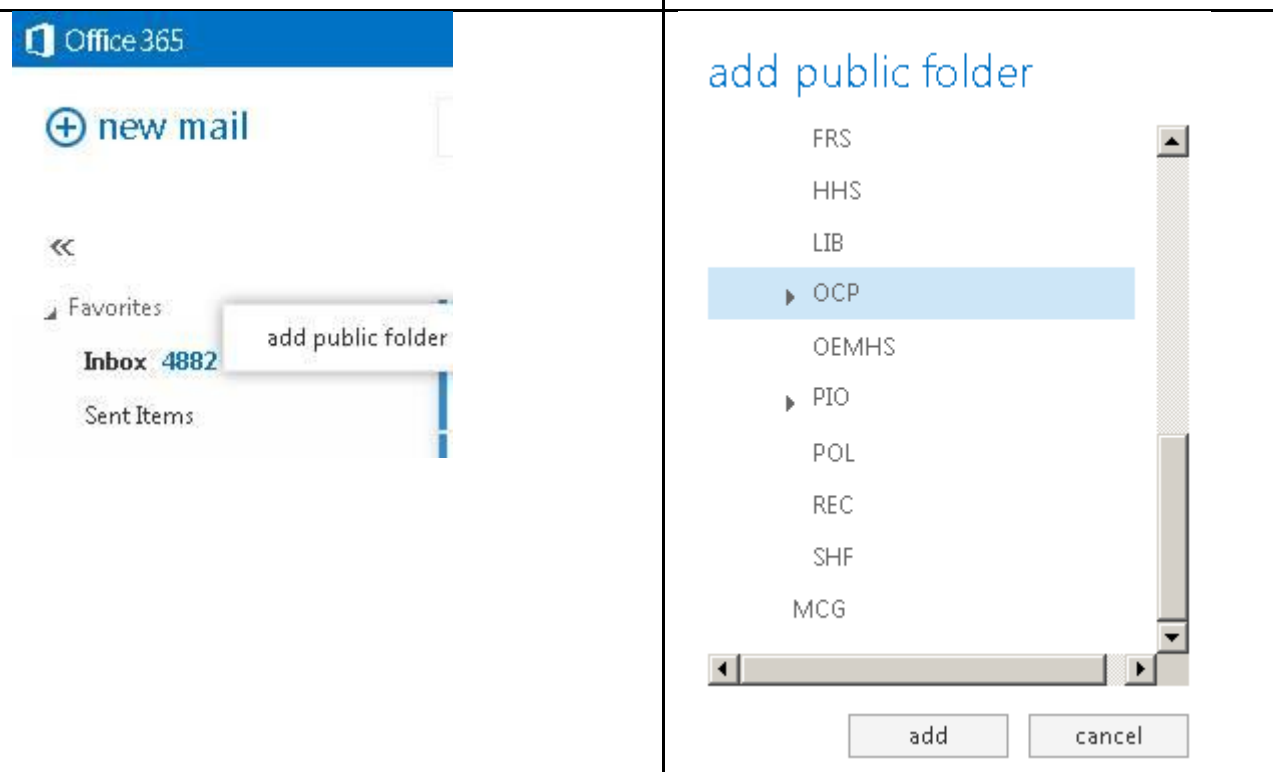 Office 365
new mail
«
Favorites
add public folder
Inbox 4882
Sent Items
add public folder
FRS
HHS
LIB
OCP
OEMHS
PIO
POL
REC
SHF
MCG
add
cancel